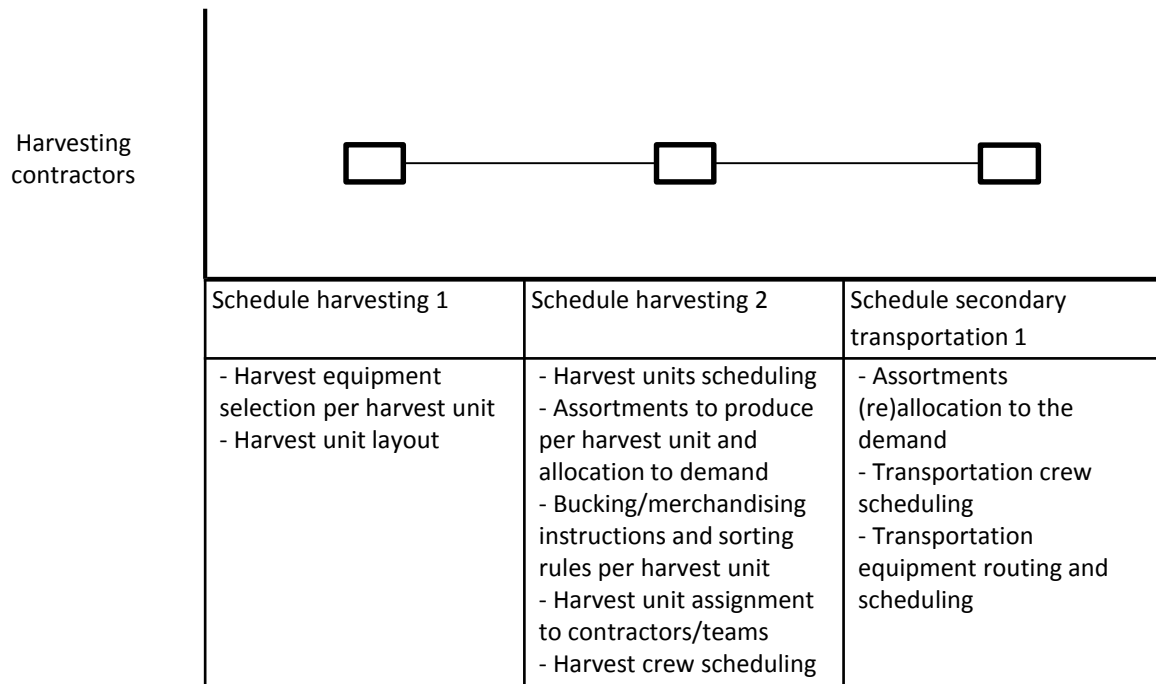 Harvesting
contractors
Schedule harvesting 1
Schedule harvesting 2
Schedule secondary
transportation 1
- Harvest equipment
selection per harvest unit
- Harvest unit layout
- Harvest units scheduling
- Assortments to produce
per harvest unit and
allocation to demand
- Bucking/merchandising
instructions and sorting
rules per harvest unit
- Harvest unit assignment
to contractors/teams
- Harvest crew scheduling
- Assortments
(re)allocation to the
demand
- Transportation crew
scheduling
- Transportation
equipment routing and
scheduling